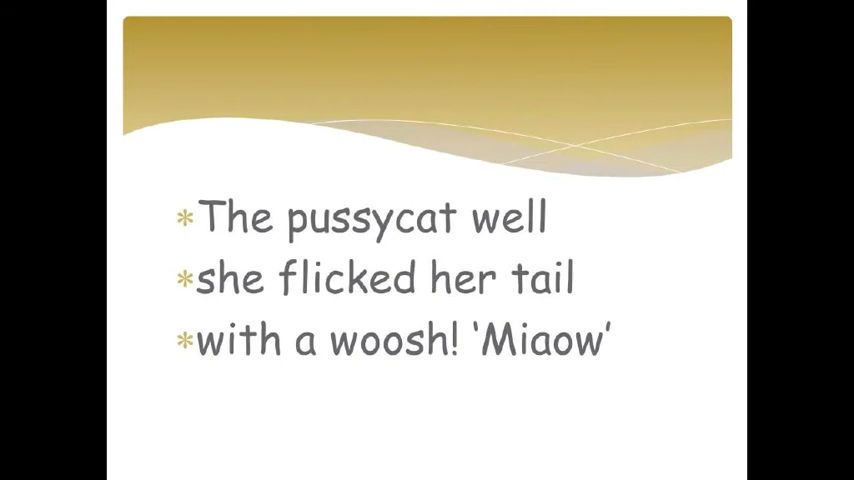 *The pussycat well
*she flicked her tail
*with a woosh! ‘Miaow’